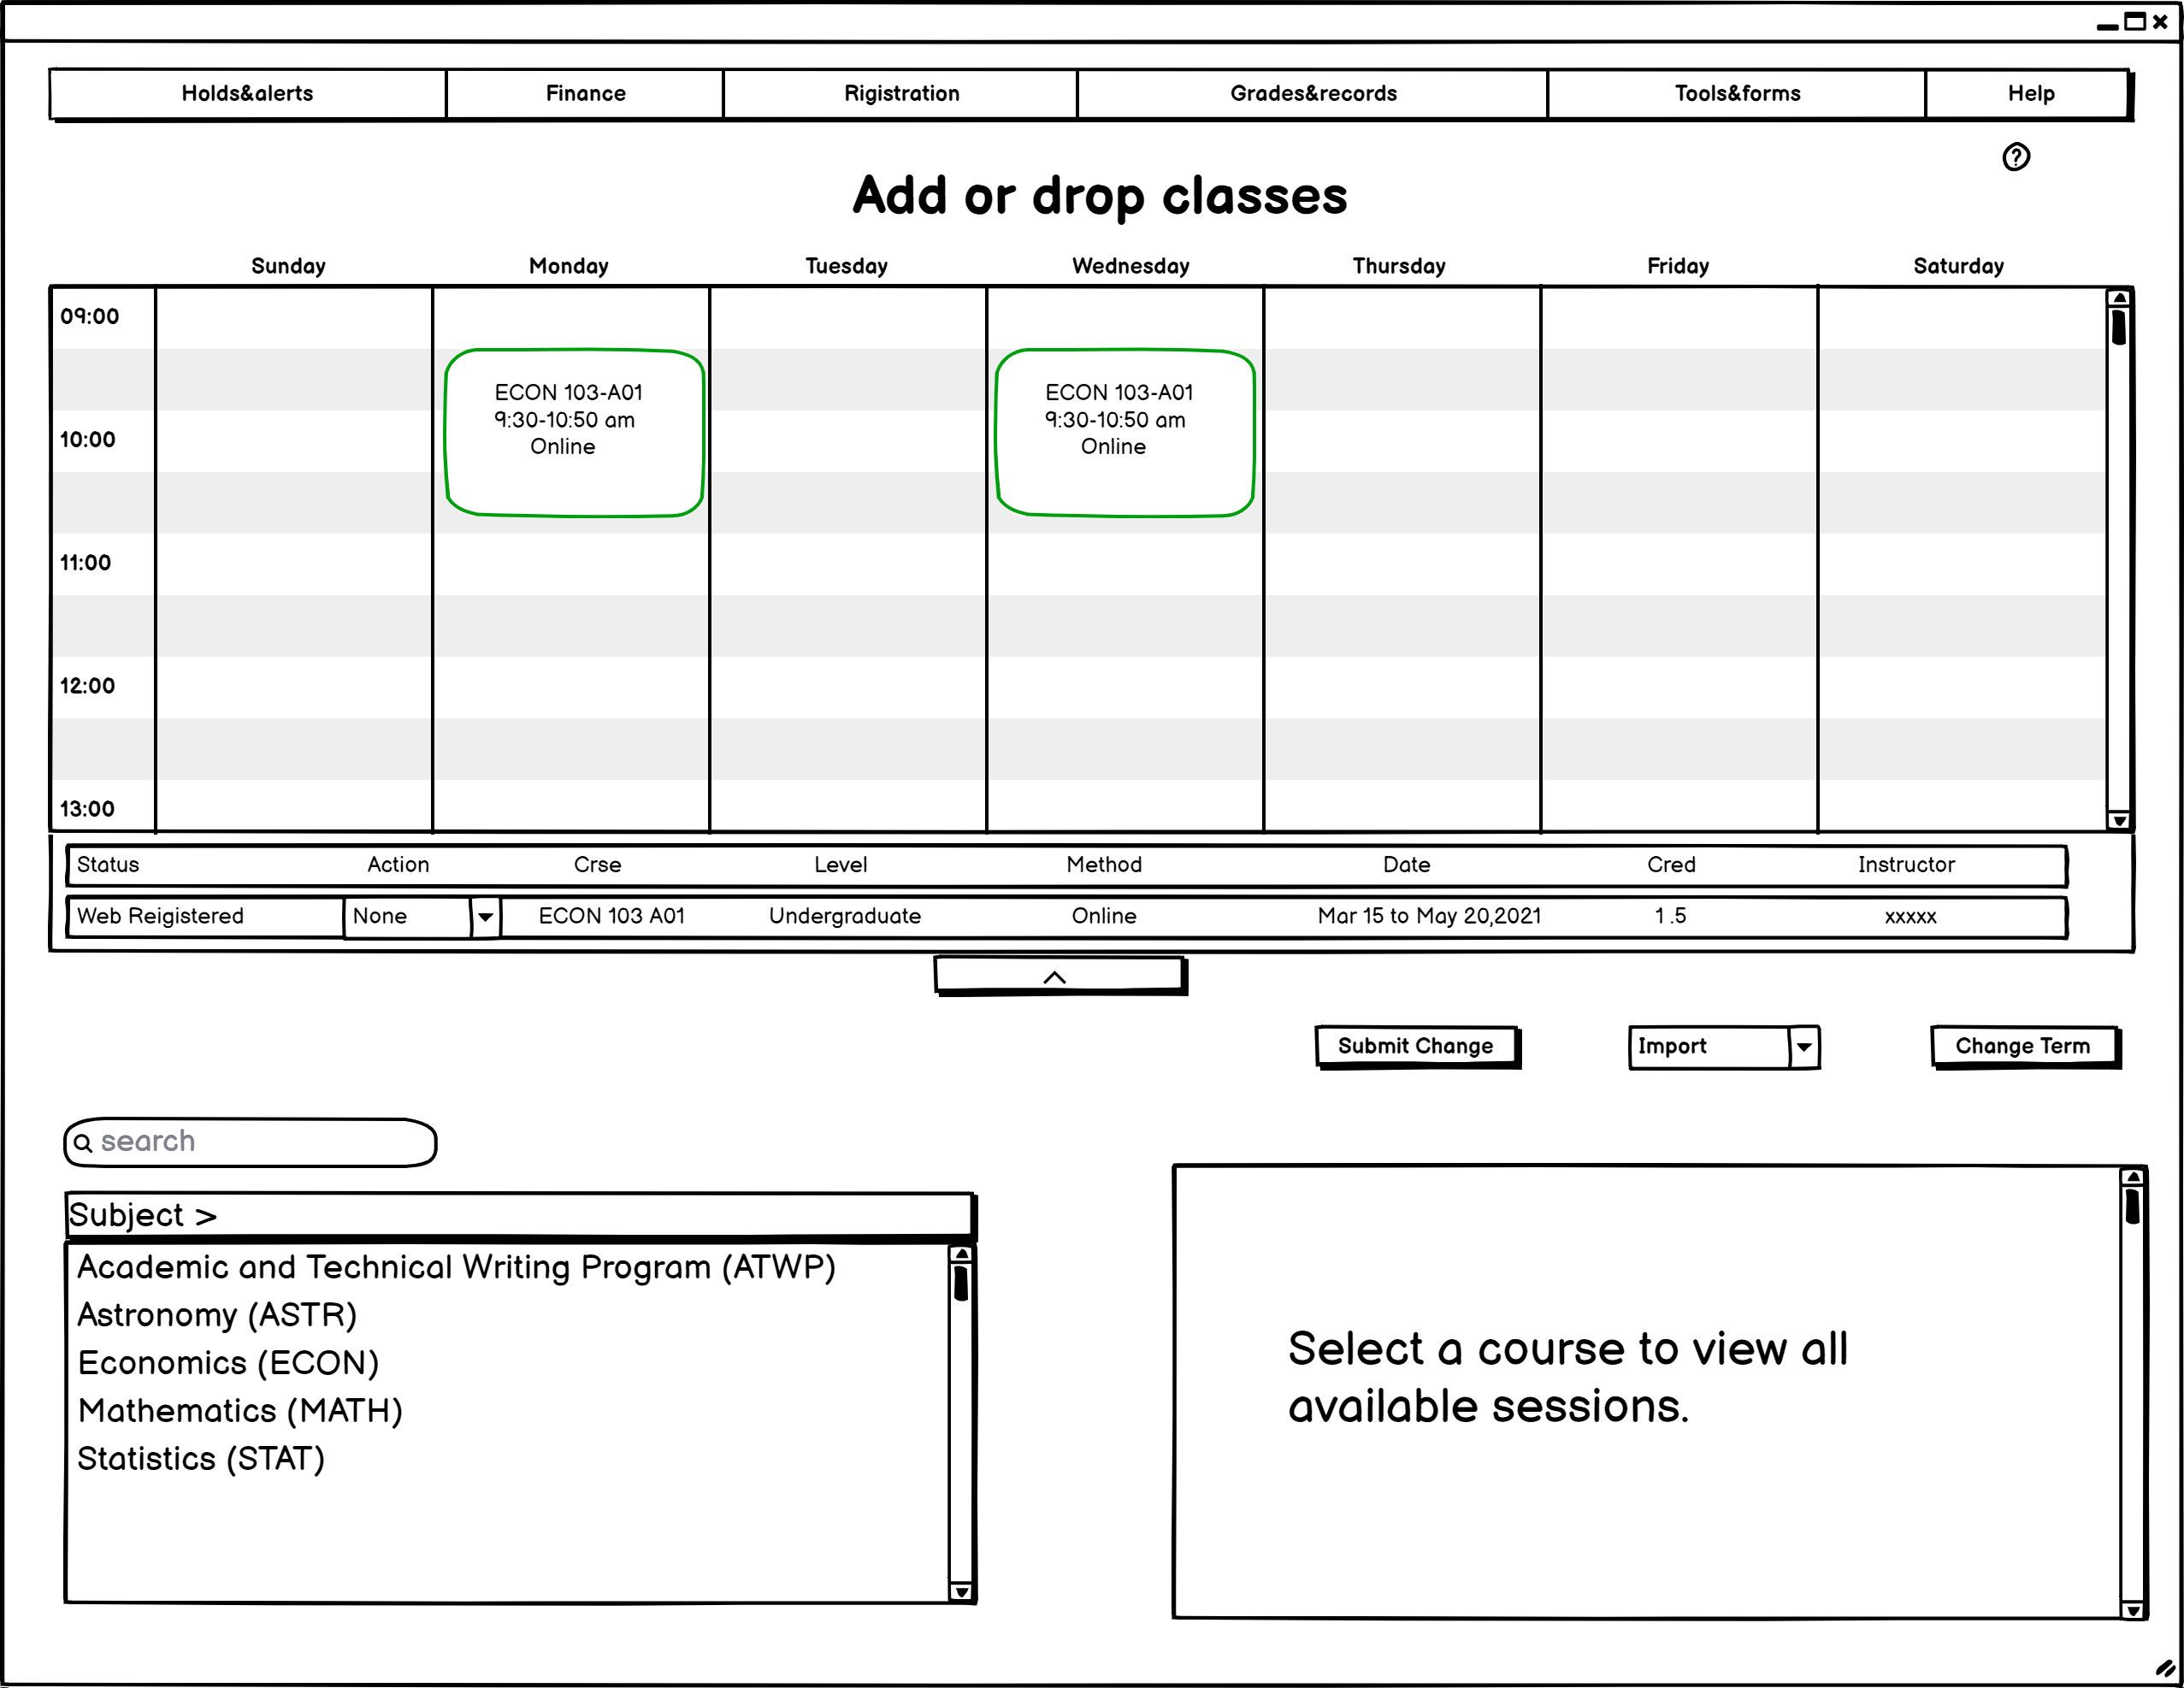 Holds&alerts Finance Rigistration Grades&records Tools&forms Help
?
Add or drop classes
Sunday Monday Tuesday Wednesday Thursday Friday Saturday
09:00
ECON 103-A01 ECON 103-A01
9:30-10:50 am 9:30-10:50 am
10:00
Online Online
11:00
12:00
13:00
Status Action Crse Level Method Date Cred Instructor
Web Reigistered None ECON 103 A01 Undergraduate Online Mar 15 to May 20,2021 1.5 xxxxx
Submit Change Import Change Term
search
Subject >
Academic and Technical Writing Program (ATWP)
Astronomy (ASTR)
Economics (ECON)
Mathematics (MATH)
Statistics (STAT)
Select a course to view all
available sessions.